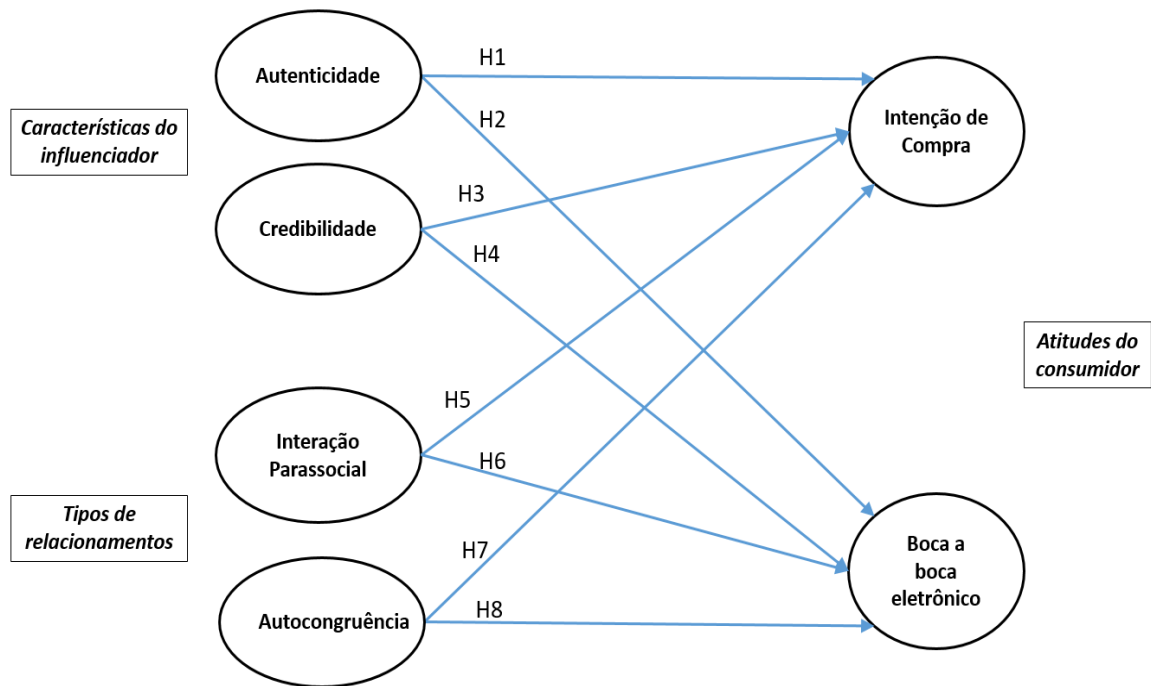 Autenticidade
H1
H2
Intenção de
Compra
Características do
influenciador
Credibilidade
H3
H4
Atitudes do
consumidor
H5
Interação
Parassocial
H6
Tipos de
relacionamentos
H7
Boca a
boca
eletrônico
Autocongruência
H8